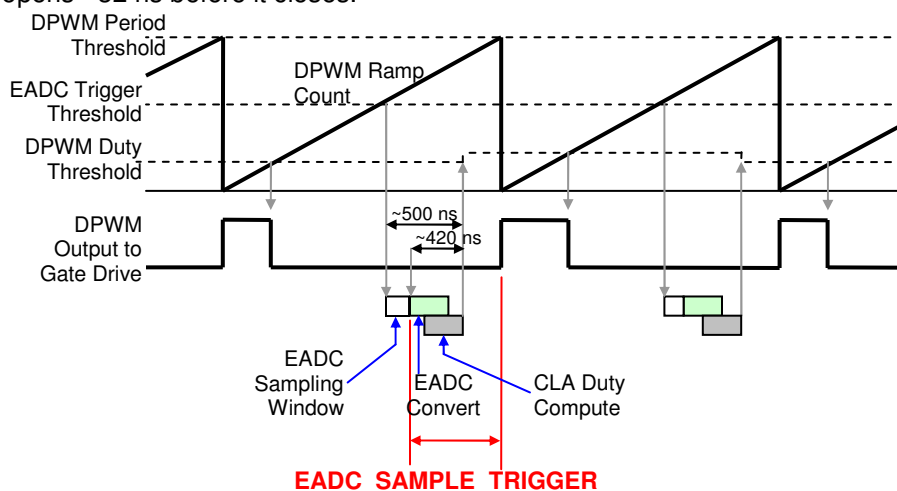 opens ~82 ns before it closes.
DPWM Period
Threshold
DPWM Ramp
Count
EADC Trigger
Threshold
DPWM Duty
Threshold
~500 ns
~420 ns
DPWM
Output to
Gate Drive
EADC
Sampling
Window
EADC
Convert
CLA Duty
Compute
EADC SAMPLE TRIGGER